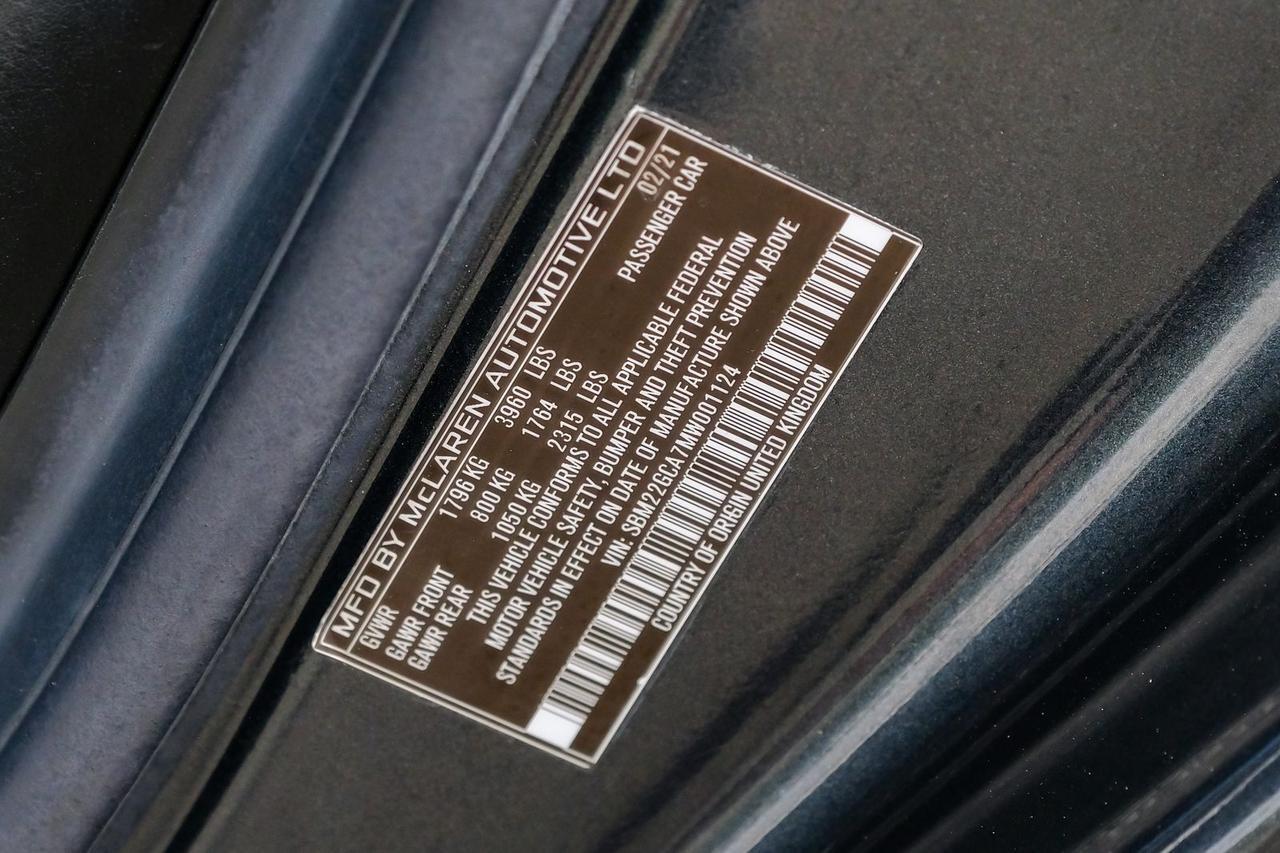 MFD BY McLAREN AUTOMOTIVE LTD
GVWR 1796 KG 3960 LBS 02/21
GAWR FRONT 800 KG 1764 LBS PASSENGER CAR
GAWR REAR 1050 KG 2315 LBS
THIS VEHICLE CONFORMS TO ALL APPLICABLE FEDERAL
MOTOR VEHICLE SAFETY, BUMPER AND THEFT PREVENTION
STANDARDS IN EFFECT ON DATE OF MANUFACTURE SHOWN ABOVE
VIN: SBM22GCA7MW001124
COUNTRY OF ORIGIN UNITED KINGDOM